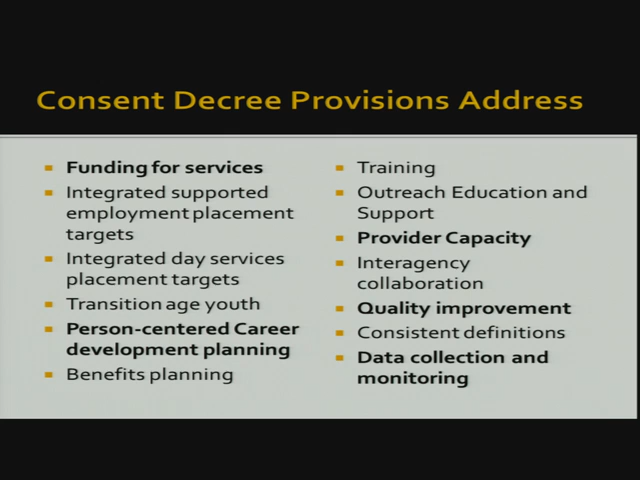 Consent Decree Provisions Address
Funding for services
Integrated supported
employment placement
targets
Integrated day services
placement targets
Transition age youth
Person-centered Career
development planning
Benefits planning
Training
Outreach Education and
Support
Provider Capacity
Interagency
collaboration
Quality improvement
Consistent definitions
Data collection and
monitoring